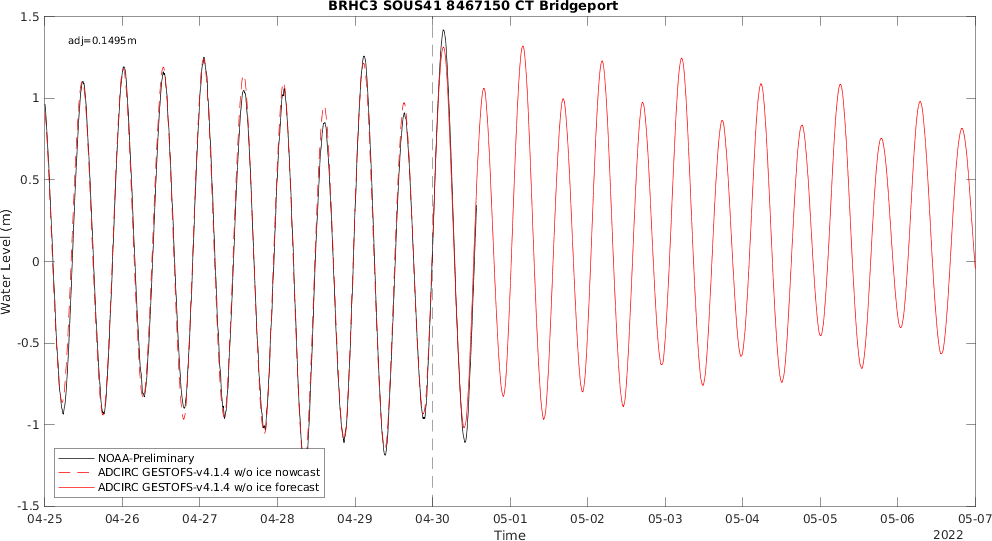 BRHC3 SOUS41 8467150 CT Bridgeport
adj=0.1495m
1.5
1
0.5
0
-0.5
-1
-1.5
Water Level (m)
NOAA-Preliminary
ADCIRC GESTOFS-v4.1.4 w/o ice nowcast
ADCIRC GESTOFS-v4.1.4 w/o ice forecast
04-25 04-26 04-27 04-28 04-29 04-30 05-01 05-02 05-03 05-04 05-05 05-06 05-07
Time
2022